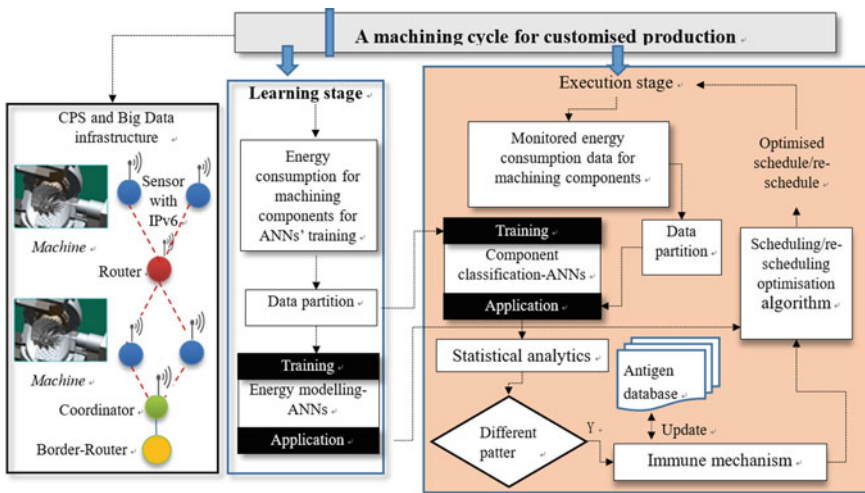 A machining cycle for customised production
CPS and Big Data
infrastructure
Sensor
with
IPv6
Machine
Router
Machine
Coordinator
Border-Router
Learning stage
Energy
consumption for
machining
components for
ANNs' training
Data partition
Training
Energy modelling-
ANNs
Application
Execution stage
Monitored energy
consumption data for
machining components
Training
Component
classification-ANNs
Application
Data
partition
Statistical analytics
Different
patter
Y
Antigen
database
Update
Immune mechanism
Optimised
schedule/re-
schedule
Scheduling/re-
scheduling
optimisation
algorithm